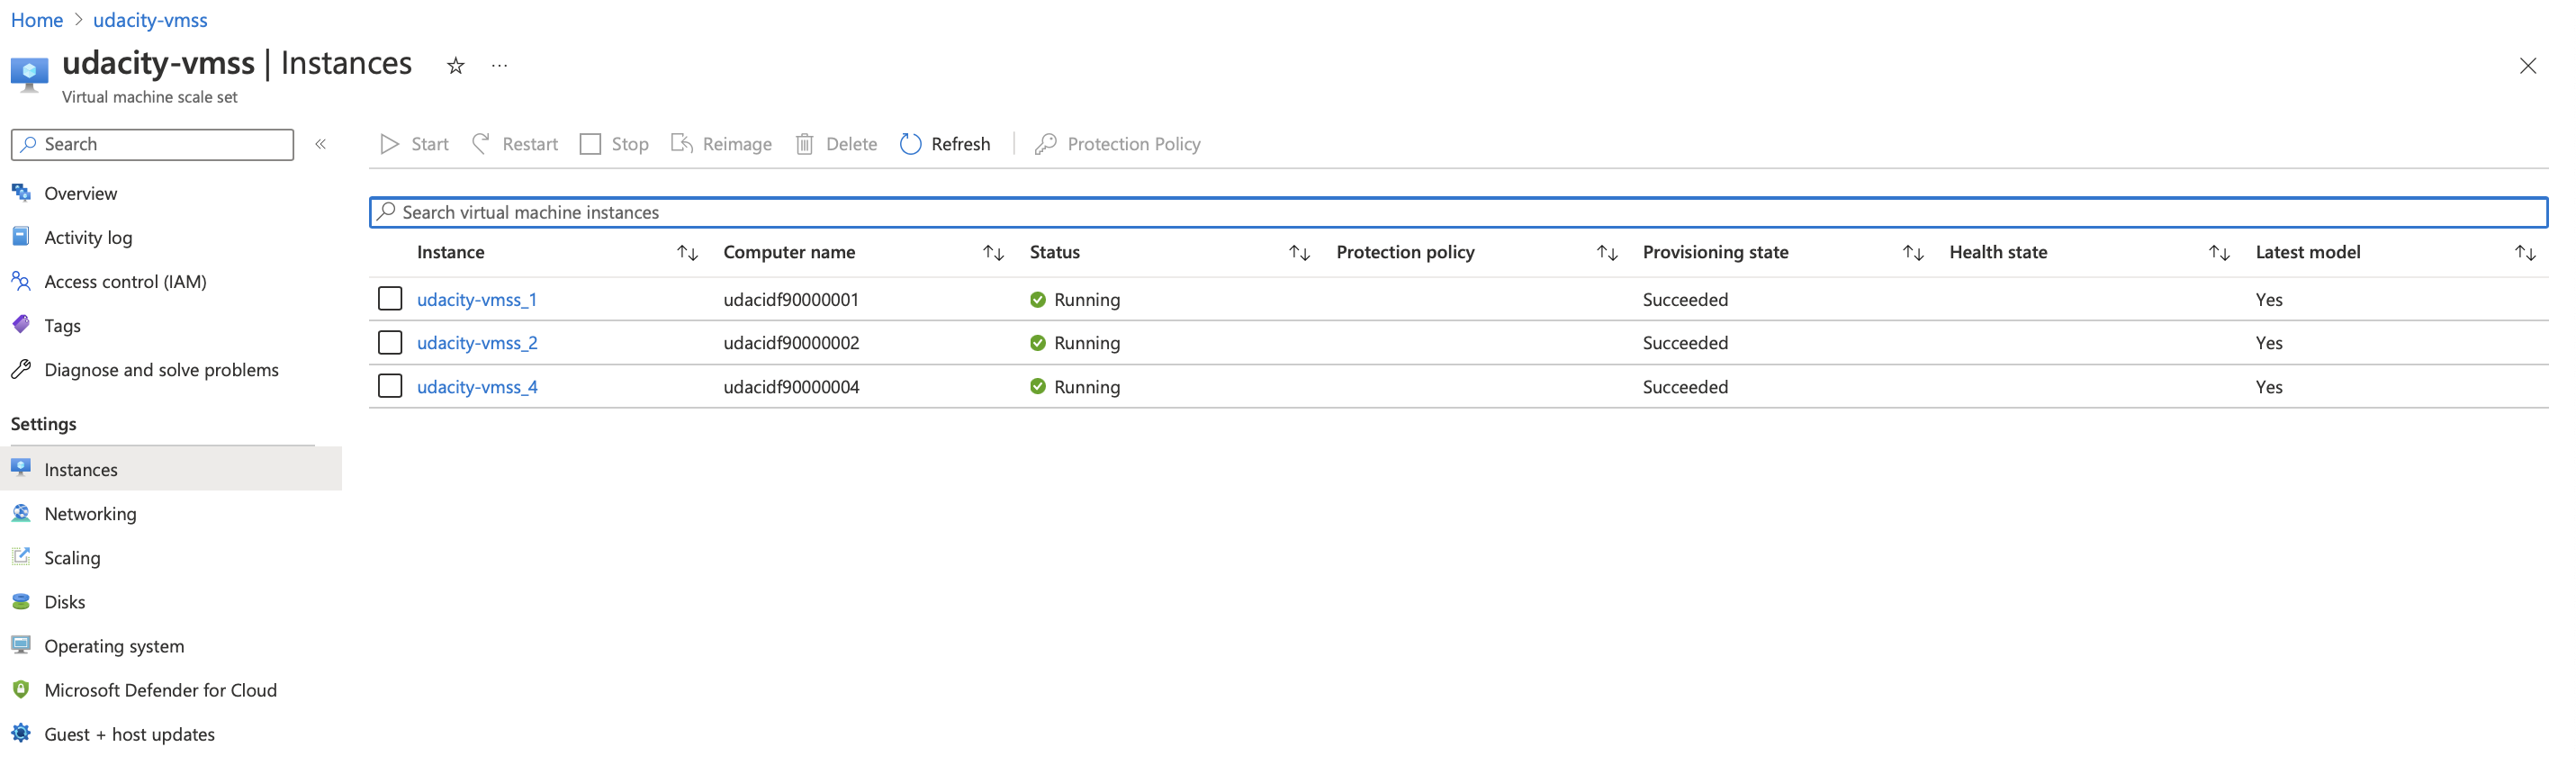 Home > udacity-vmss
udacity-vmss | Instances ...
Virtual machine scale set
Search «
Start Restart Stop Reimage Delete Refresh Protection Policy
Overview
Activity log
Access control (IAM)
Tags
Diagnose and solve problems
Settings
Instances
Networking
Scaling
Disks
Operating system
Microsoft Defender for Cloud
Guest + host updates
Search virtual machine instances
Instance ↑↓ Computer name ↑↓ Status ↑↓ Protection policy ↑↓ Provisioning state ↑↓ Health state ↑↓ Latest model ↑↓
udacity-vmss_1 udacidf90000001 Running Succeeded Yes
udacity-vmss_2 udacidf90000002 Running Succeeded Yes
udacity-vmss_4 udacidf90000004 Running Succeeded Yes